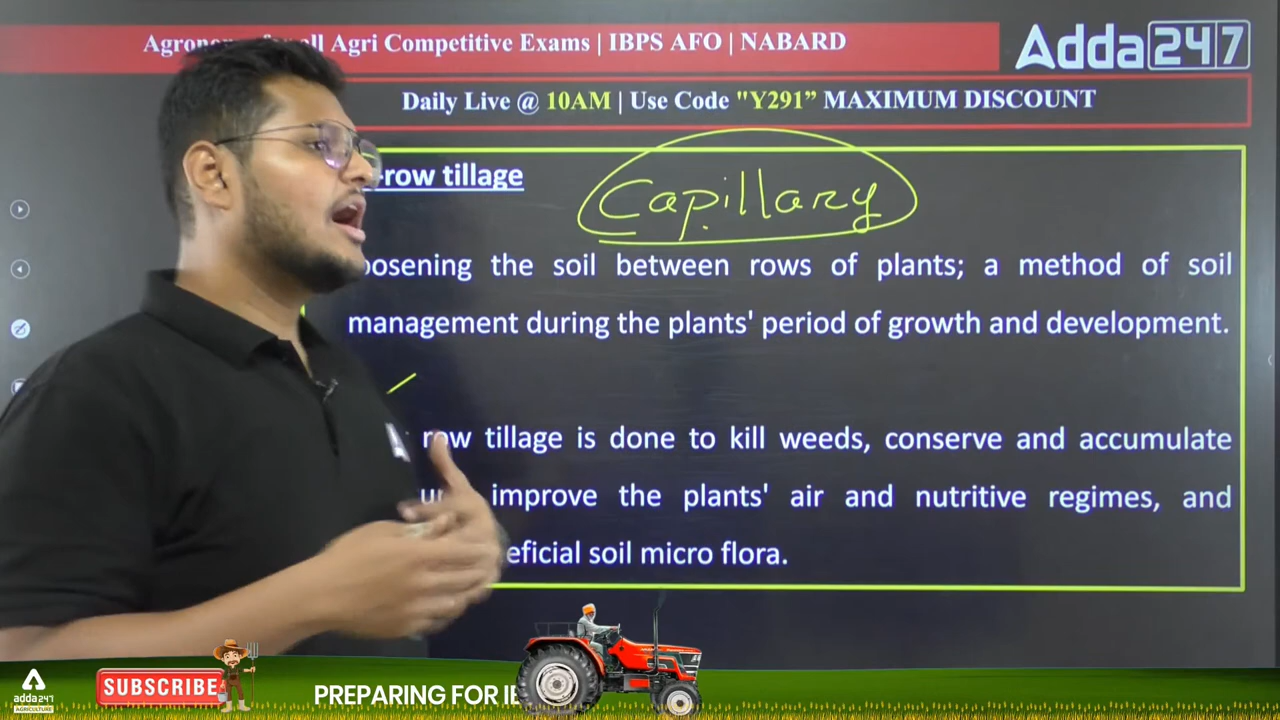 for all Agri Competitive Exams | IBPS AFO | NABARD
Adda247
Daily Live @ 10AM | Use Code "Y291” MAXIMUM DISCOUNT
row tillage
Capillary
the soil between rows of plants; a method of soil
management during the plants' period of growth and development.
row tillage is done to kill weeds, conserve and accumulate
improve the plants' air and nutritive regimes, and
soil micro flora.
adda247
AGRICULTURE
SUBSCRIBE
PREPARING FOR